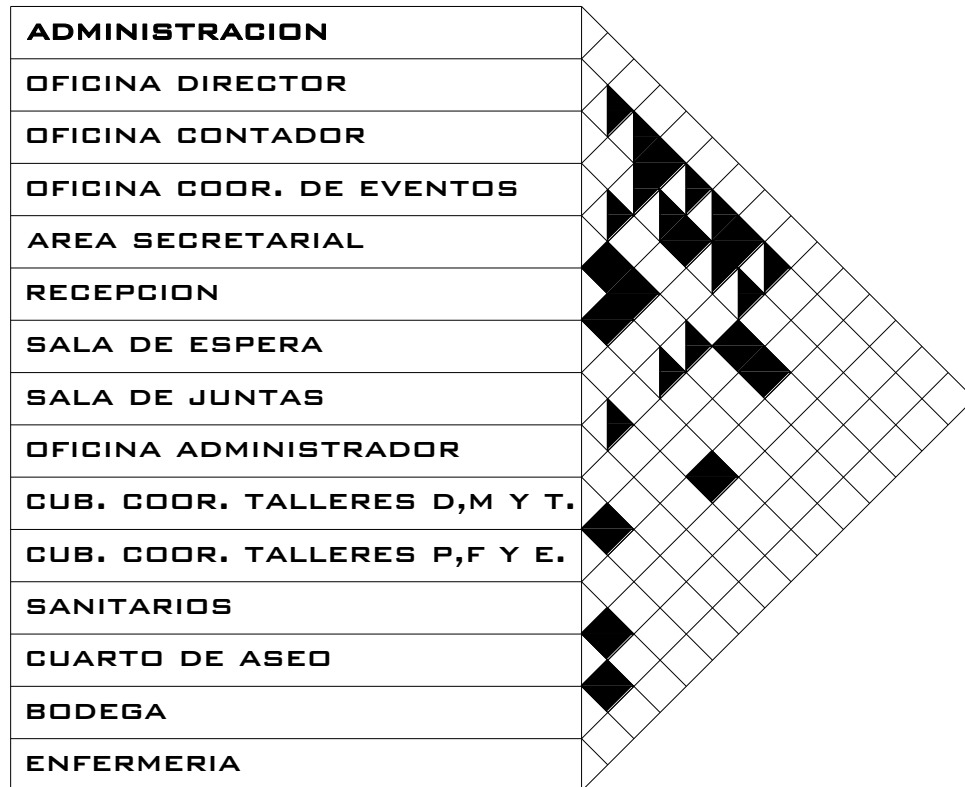 ADMINISTRACION
OFICINA DIRECTOR
OFICINA CONTADOR
OFICINA COOR. DE EVENTOS
AREA SECRETARIAL
RECEPCION
SALA DE ESPERA
SALA DE JUNTAS
OFICINA ADMINISTRADOR
CUB. COOR. TALLERES D,M Y T.
CUB. COOR. TALLERES P,F Y E.
SANITARIOS
CUARTO DE ASEO
BODEGA
ENFERMERIA